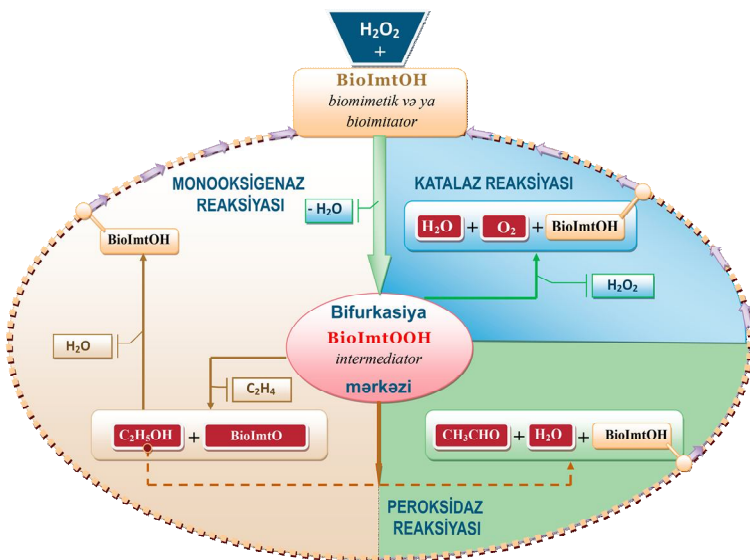 H₂O₂
+
BioImtOH
biomimetik və ya
bioimitator
MONOOKSİGENAZ
REAKSİYASI
- H₂O
KATALAZ REAKSİYASI
H₂O + O₂ + BioImtOH
BioImtOH
H₂O₂
Bifurkasiya
BioImtOOH
intermediator
mərkəzi
H₂O
C₂H₄
C₂H₅OH + BioImtO
CH₃CHO + H₂O + BioImtOH
PEROKSİDAZ
REAKSİYASI